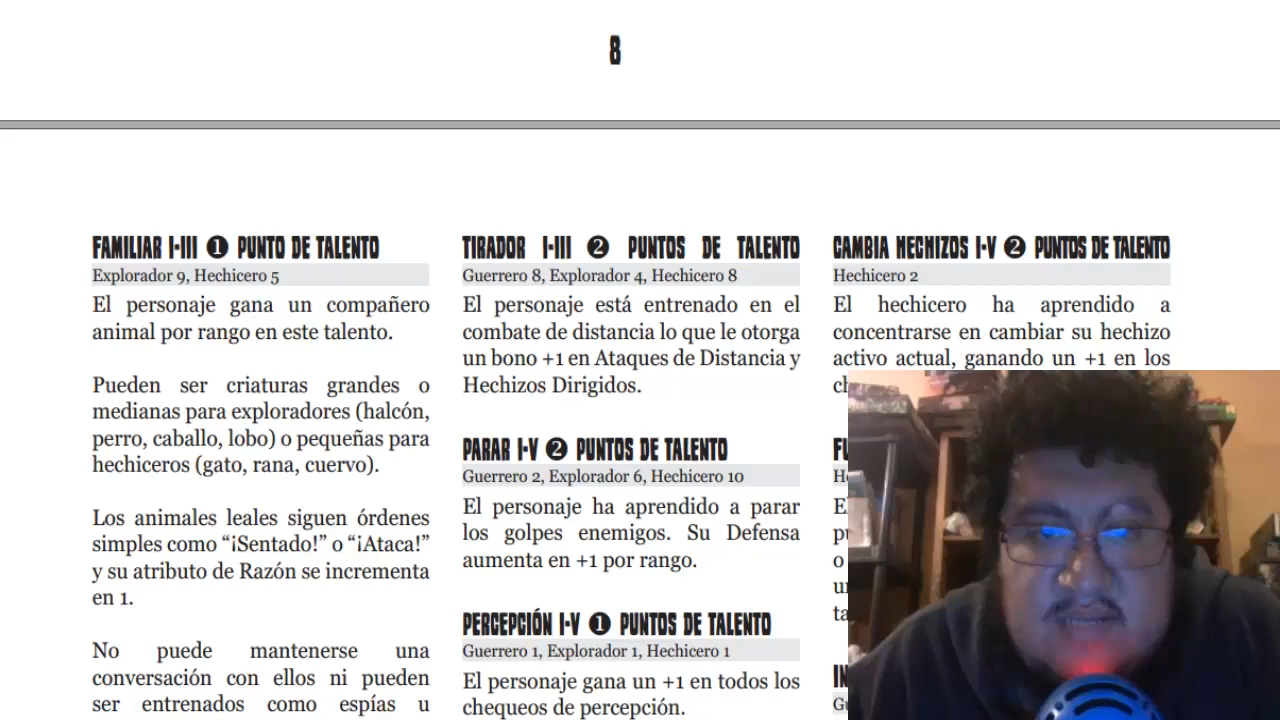 8
FAMILIAR I-III ❶ PUNTO DE TALENTO
Explorador 9, Hechicero 5
El personaje gana un compañero
animal por rango en este talento.
Pueden ser criaturas grandes o
medianas para exploradores (halcón,
perro, caballo, lobo) o pequeñas para
hechiceros (gato, rana, cuervo).
Los animales leales siguen órdenes
simples como “¡Sentado!” o “¡Ataca!”
y su atributo de Razón se incrementa
en 1.
No puede mantenerse una
conversación con ellos ni pueden
ser entrenados como espías u
TIRADOR I-III ❷ PUNTOS DE TALENTO
Guerrero 8, Explorador 4, Hechicero 8
El personaje está entrenado en el
combate de distancia lo que le otorga
un bono +1 en Ataques de Distancia y
Hechizos Dirigidos.
PARAR I-V ❷ PUNTOS DE TALENTO
Guerrero 2, Explorador 6, Hechicero 10
El personaje ha aprendido a parar
los golpes enemigos. Su Defensa
aumenta en +1 por rango.
PERCEPCIÓN I-V ❶ PUNTOS DE TALENTO
Guerrero 1, Explorador 1, Hechicero 1
El personaje gana un +1 en todos los
chequeos de percepción.
CAMBIA HECHIZOS I-V ❷ PUNTOS DE TALENTO
Hechicero 2
El hechicero ha aprendido a
concentrarse en cambiar su hechizo
activo actual, ganando un +1 en los